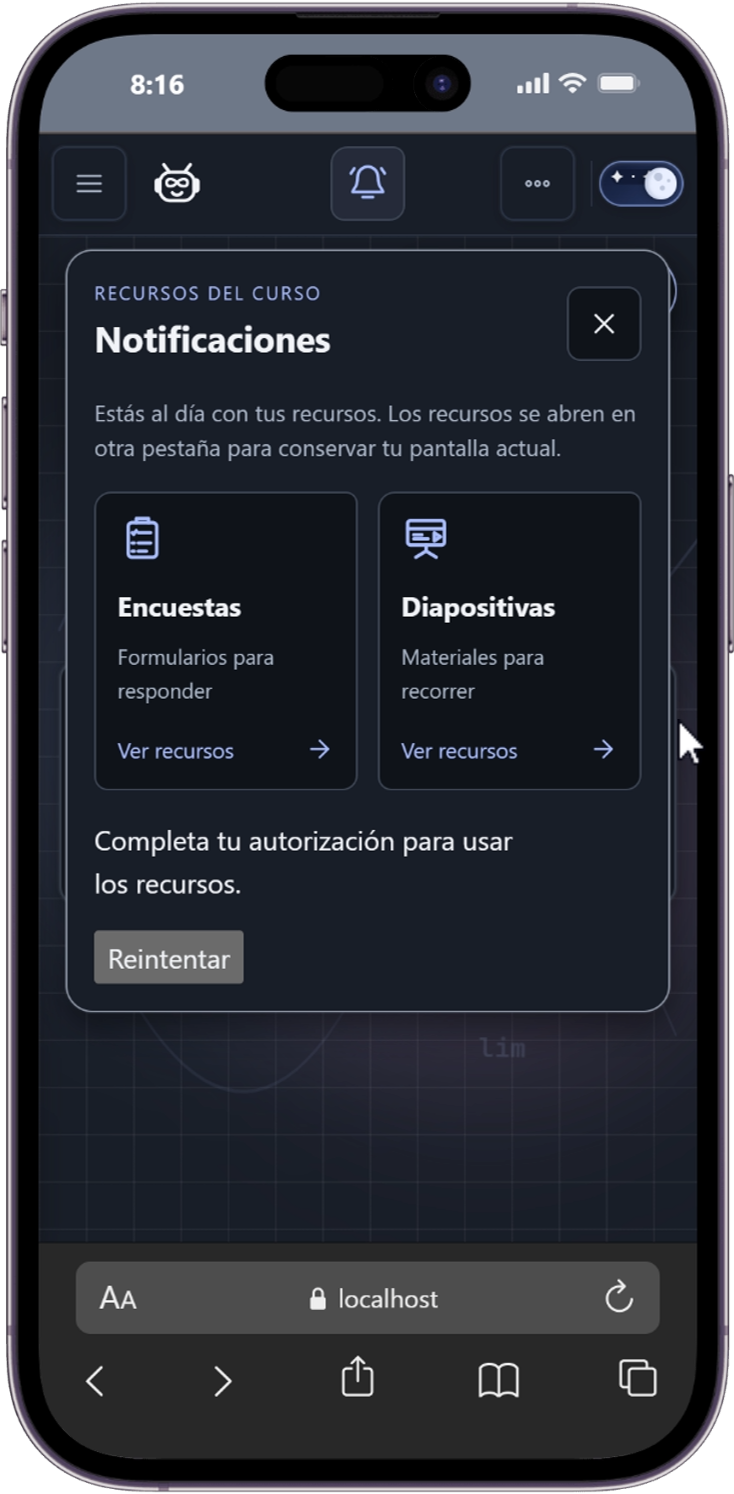 8:16
RECURSOS DEL CURSO
Notificaciones
Estás al día con tus recursos. Los recursos se abren en
otra pestaña para conservar tu pantalla actual.
Encuestas
Formularios para
responder
Ver recursos
Diapositivas
Materiales para
recorrer
Ver recursos
Completa tu autorización para usar
los recursos.
Reintentar
lim
AA
localhost